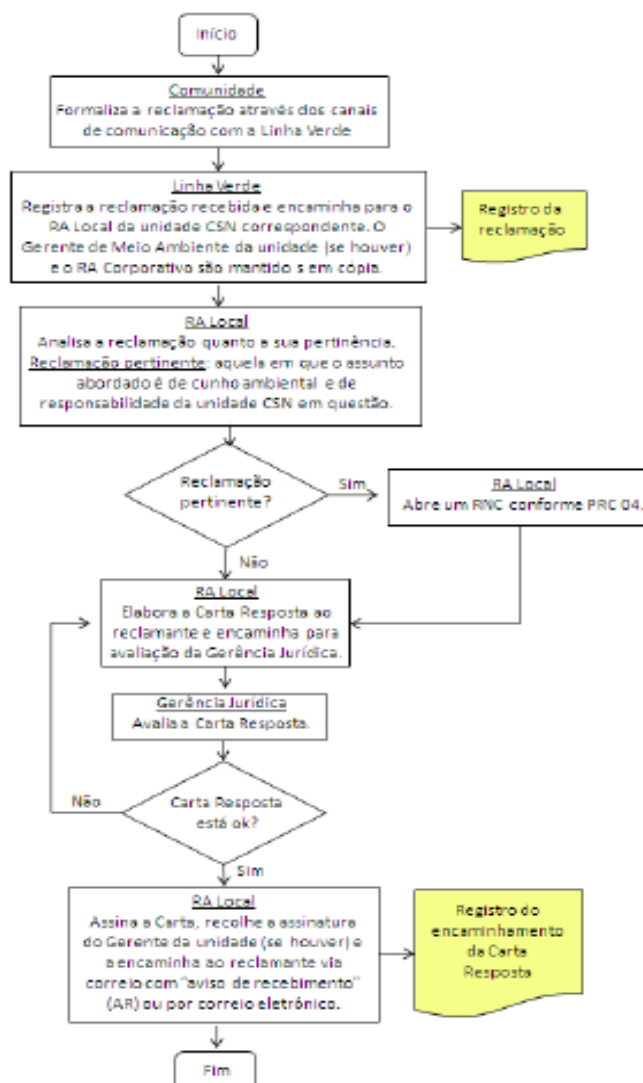 Início
Comunidade
Formaliza a reclamação através dos canais
de comunicação com a Linha Verde
Linha Verde
Registra a reclamação recebida e encaminha para o
RA Local da unidade CSN correspondente. O
Gerente de Meio Ambiente da unidade (se houver)
e o RA Corporativo são mantido s em cópia.
Registro da
reclamação
RA Local
Analisa a reclamação quanto a sua pertinência.
Reclamação pertinente: aquela em que o assunto
abordado é de cunho ambiental e de
responsabilidade da unidade CSN em questão.
Reclamação
pertinente?
Sim
RA Local
Abre um RNC conforme PRC 04.
Não
RA Local
Elabora a Carta Resposta ao
reclamante e encaminha para
avaliação da Gerência Jurídica.
Gerência Jurídica
Avalia a Carta Resposta.
Não
Carta Resposta
está ok?
Sim
RA Local
Assina a Carta, recolhe a assinatura
do Gerente da unidade (se houver) e
a encaminha ao reclamante via
correio com "aviso de recebimento"
(AR) ou por correio eletrônico.
Registro do
encaminhamento
da Carta
Resposta
Fim